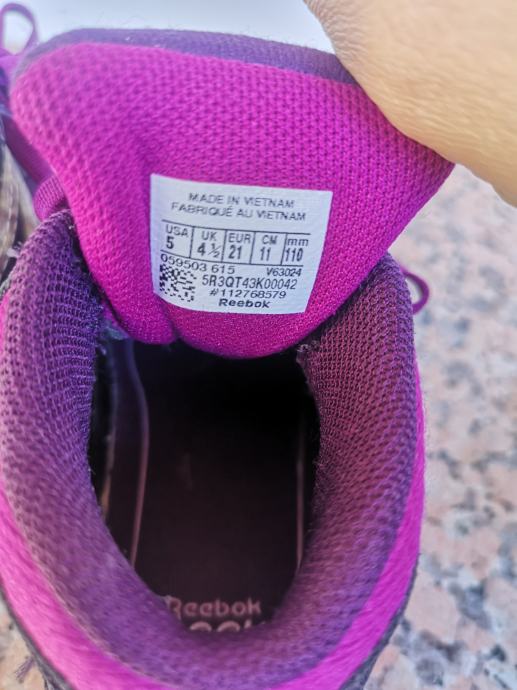 MADE IN VIETNAM
FABRIQUÉ AU VIETNAM
USA UK EUR CM mm
5 4 ½ 21 11 110
059503 615 V63024
5R3QT43K00042
#112768579
Reebok
Reebok